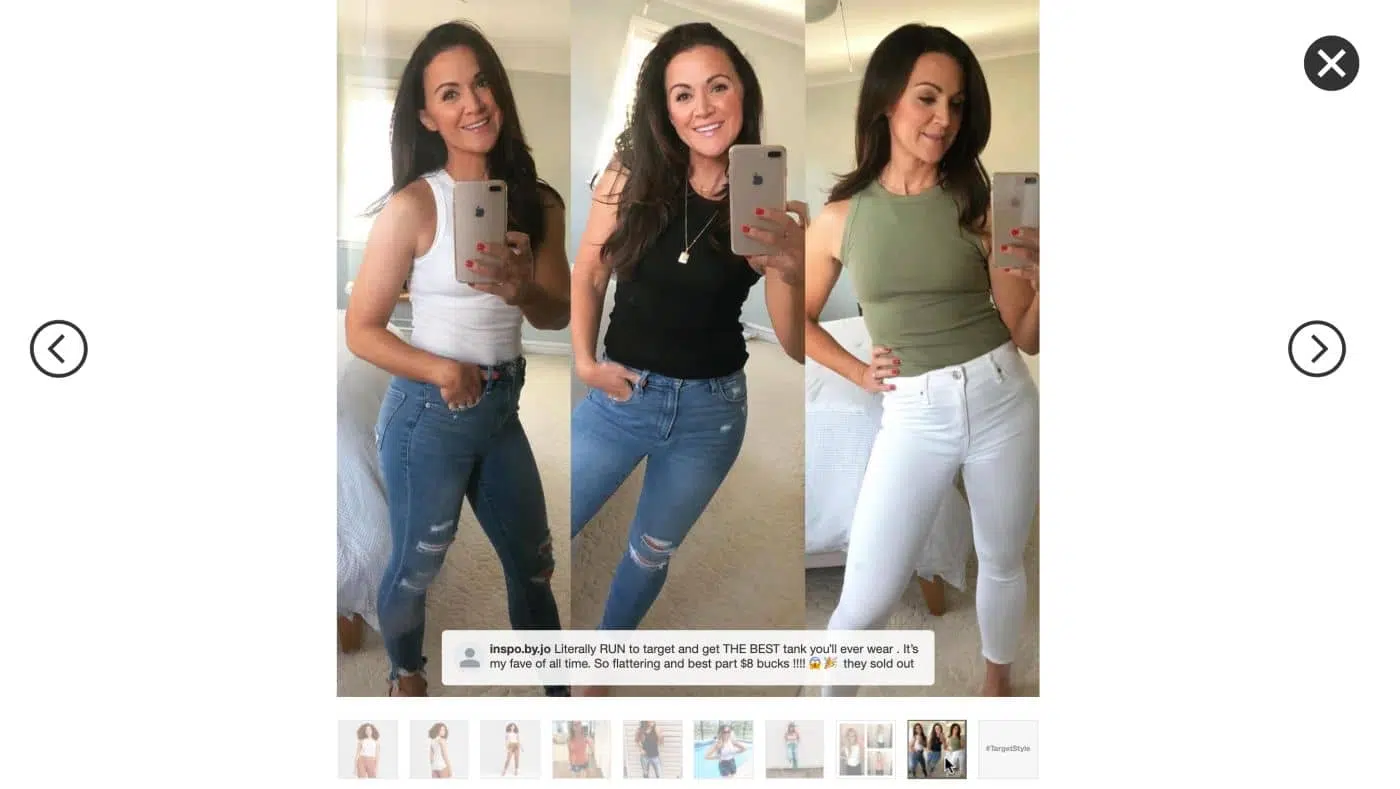 inspo.by.jo Literally RUN to target and get THE BEST tank you'll ever wear . It's
my fave of all time. So flattering and best part $8 bucks !!!! 😱🎉 they sold out
#TargetStyle